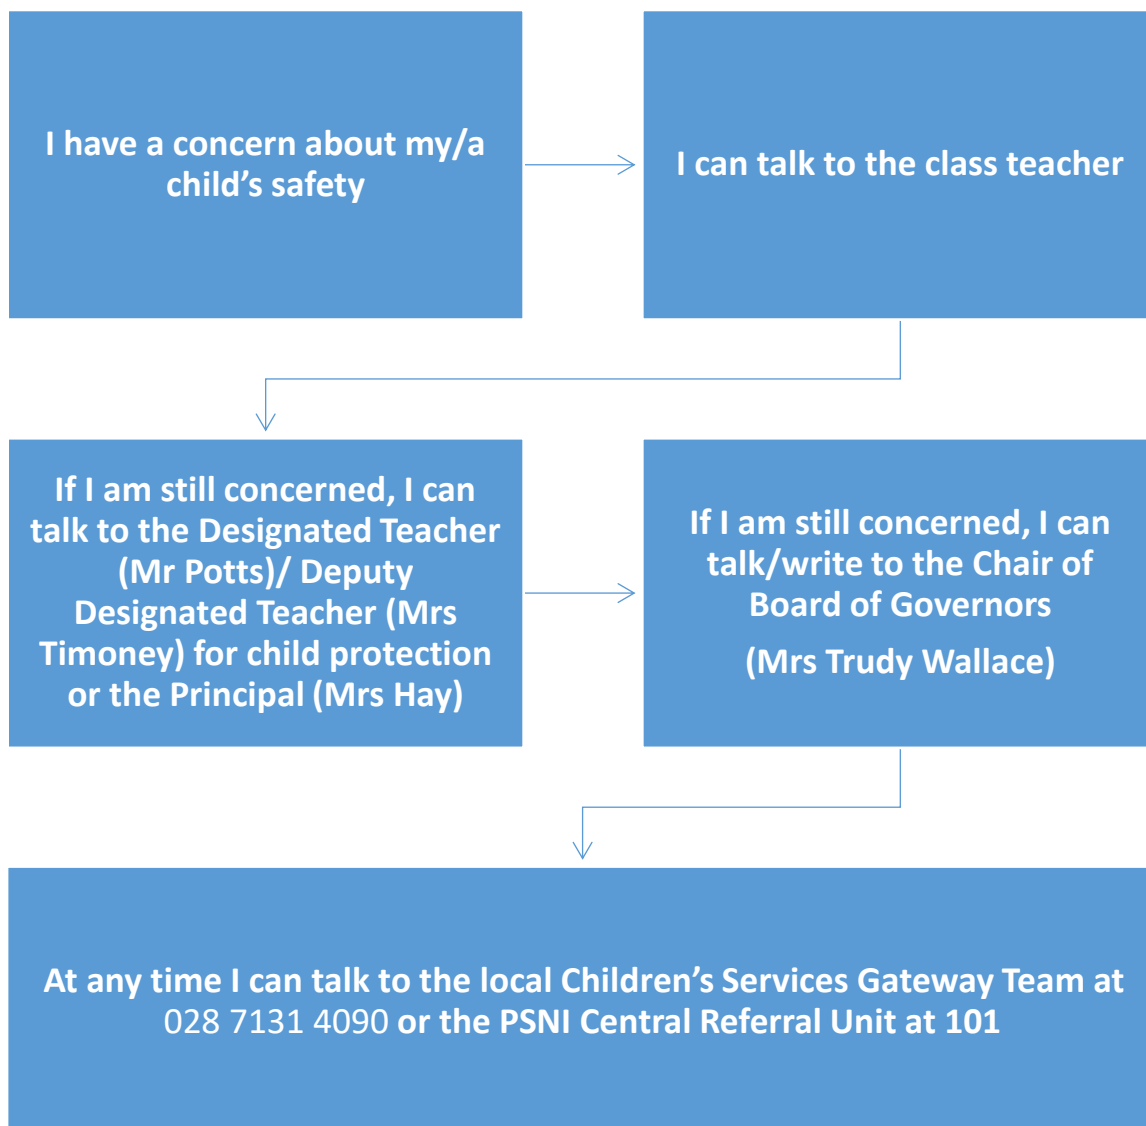 I have a concern about my/a
child’s safety
I can talk to the class teacher
If I am still concerned, I can
talk to the Designated Teacher
(Mr Potts)/ Deputy
Designated Teacher (Mrs
Timoney) for child protection
or the Principal (Mrs Hay)
If I am still concerned, I can
talk/write to the Chair of
Board of Governors
(Mrs Trudy Wallace)
At any time I can talk to the local Children’s Services Gateway Team at
028 7131 4090 or the PSNI Central Referral Unit at 101